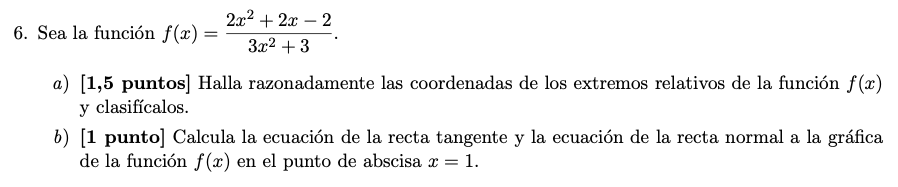 6. Sea la función $f(x) = \dfrac{2x^2 + 2x - 2}{3x^2 + 3}$.
a) [1,5 puntos] Halla razonadamente las coordenadas de los extremos relativos de la función $f(x)$
y clasifícalos.
b) [1 punto] Calcula la ecuación de la recta tangente y la ecuación de la recta normal a la gráfica
de la función $f(x)$ en el punto de abscisa $x = 1$.